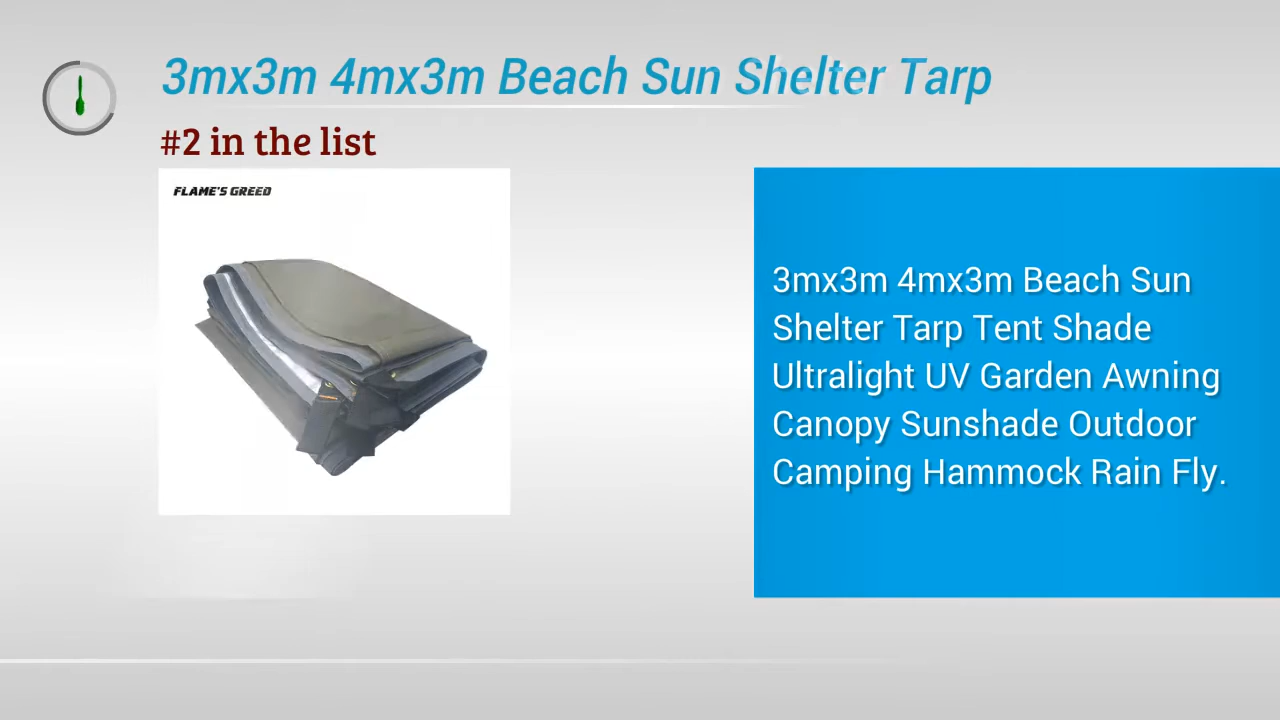 3mx3m 4mx3m Beach Sun Shelter Tarp
#2 in the list
FLAME'S GREED
3mx3m 4mx3m Beach Sun
Shelter Tarp Tent Shade
Ultralight UV Garden Awning
Canopy Sunshade Outdoor
Camping Hammock Rain Fly.